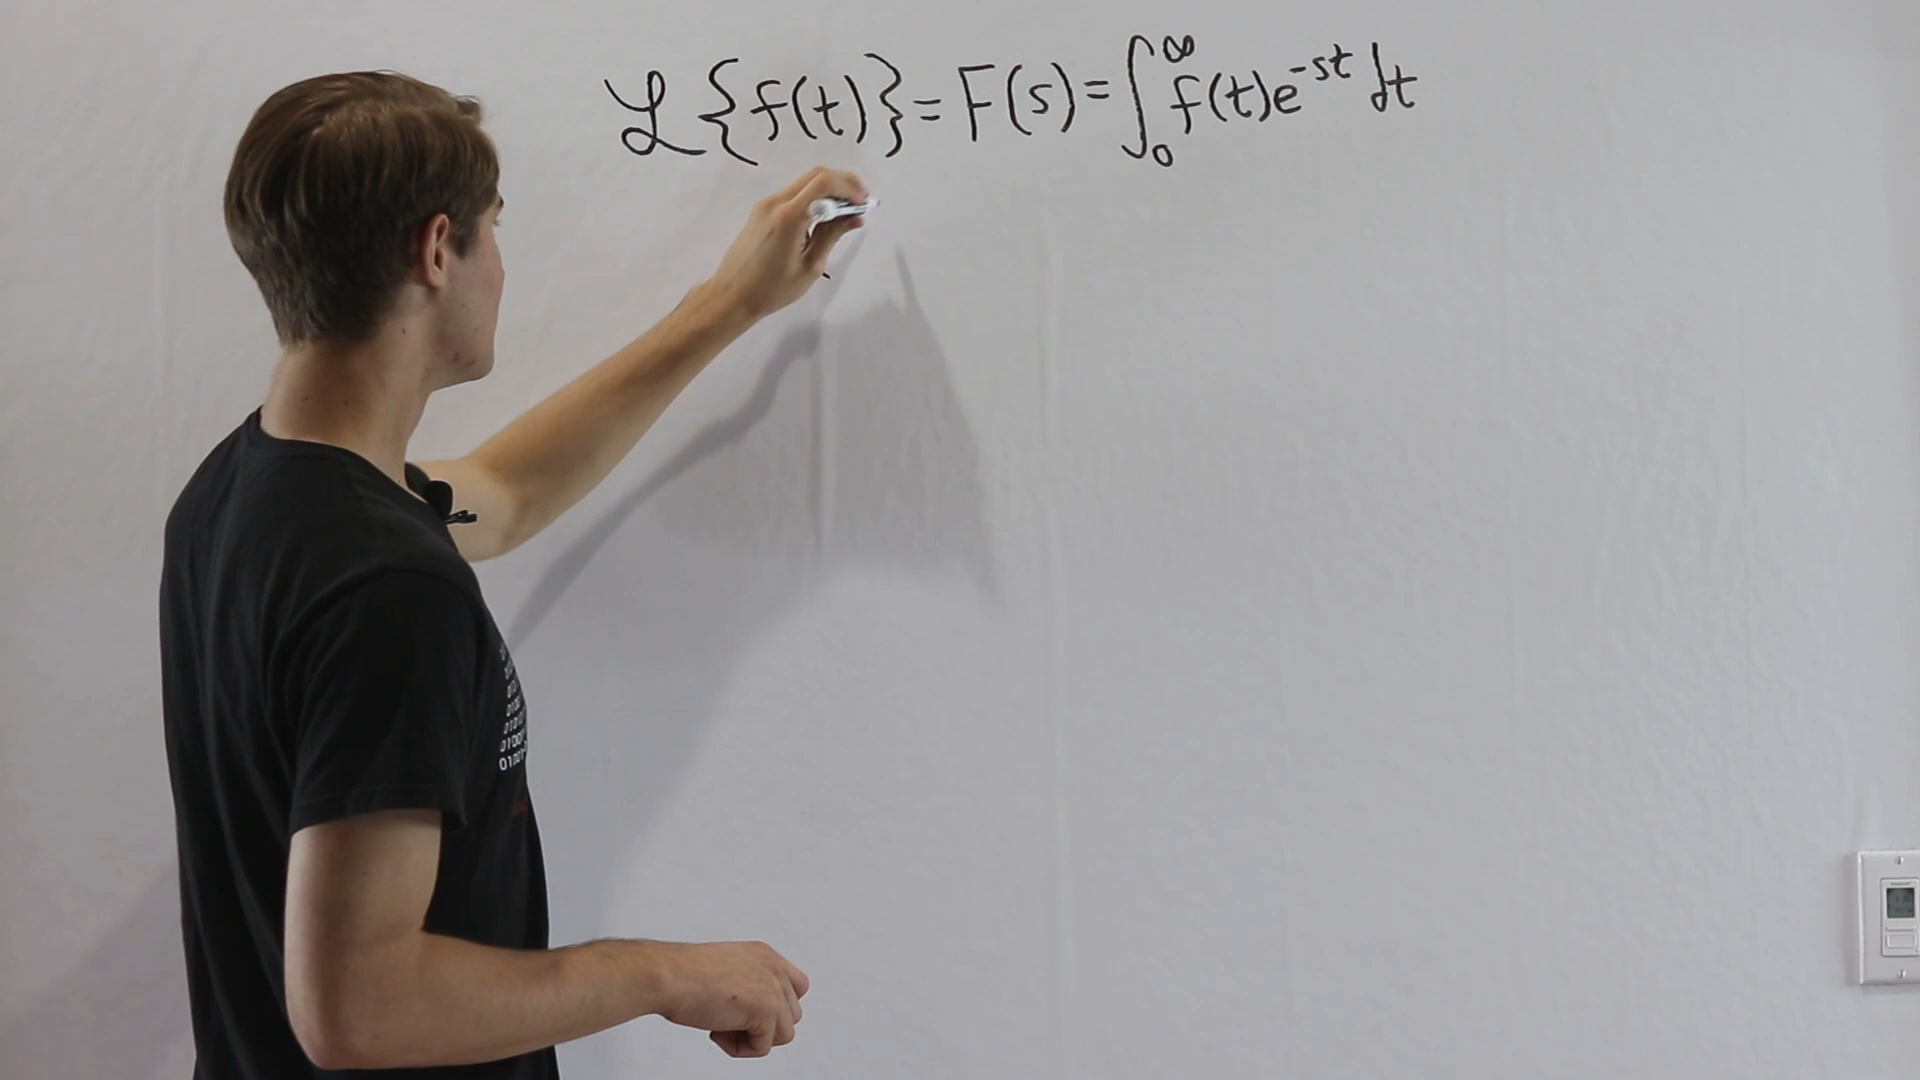 ℒ{f(t)} = F(s) = ∫₀^∞ f(t)e^{-st} dt